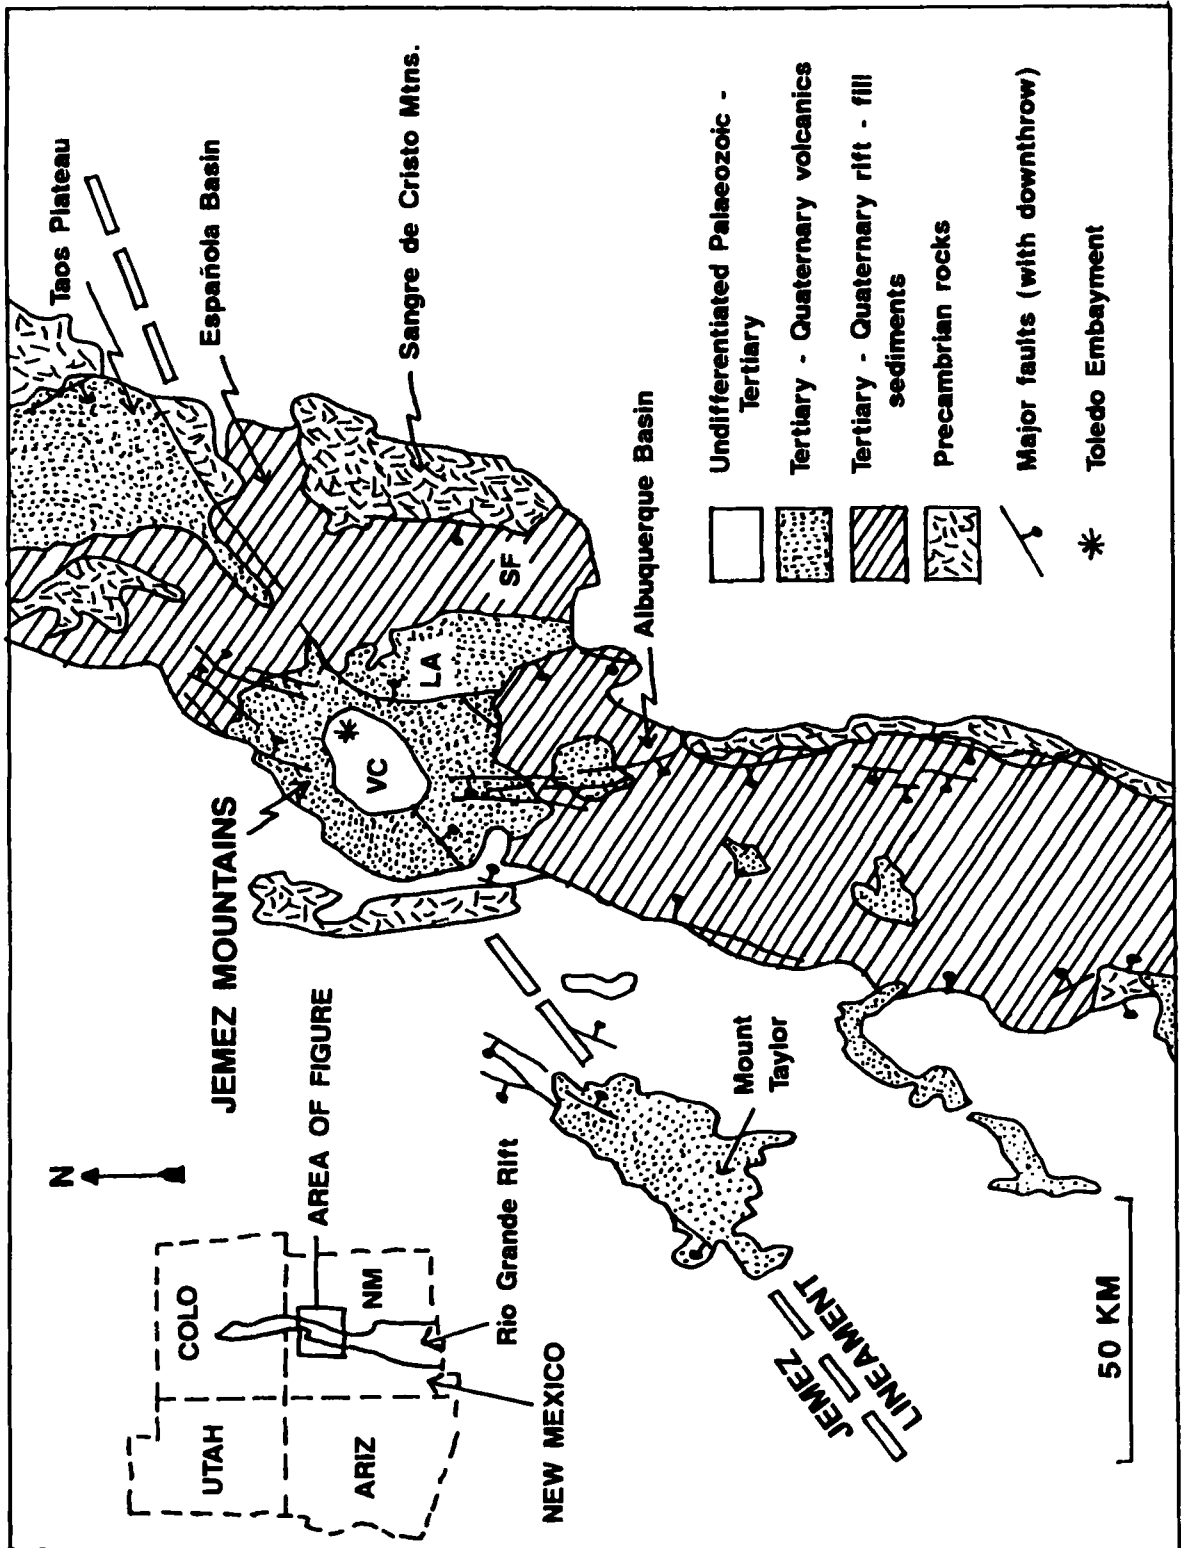 N
UTAH
COLO
ARIZ
NM
AREA OF FIGURE
Rio Grande Rift
NEW MEXICO
JEMEZ MOUNTAINS
Taos Plateau
Española Basin
Sangre de Cristo Mtns.
VC
LA
SF
Albuquerque Basin
Mount
Taylor
JEMEZ
LINEAMENT
50 KM
Undifferentiated Palaeozoic -
Tertiary
Tertiary - Quaternary volcanics
Tertiary - Quaternary rift - fill
sediments
Precambrian rocks
Major faults (with downthrow)
Toledo Embayment